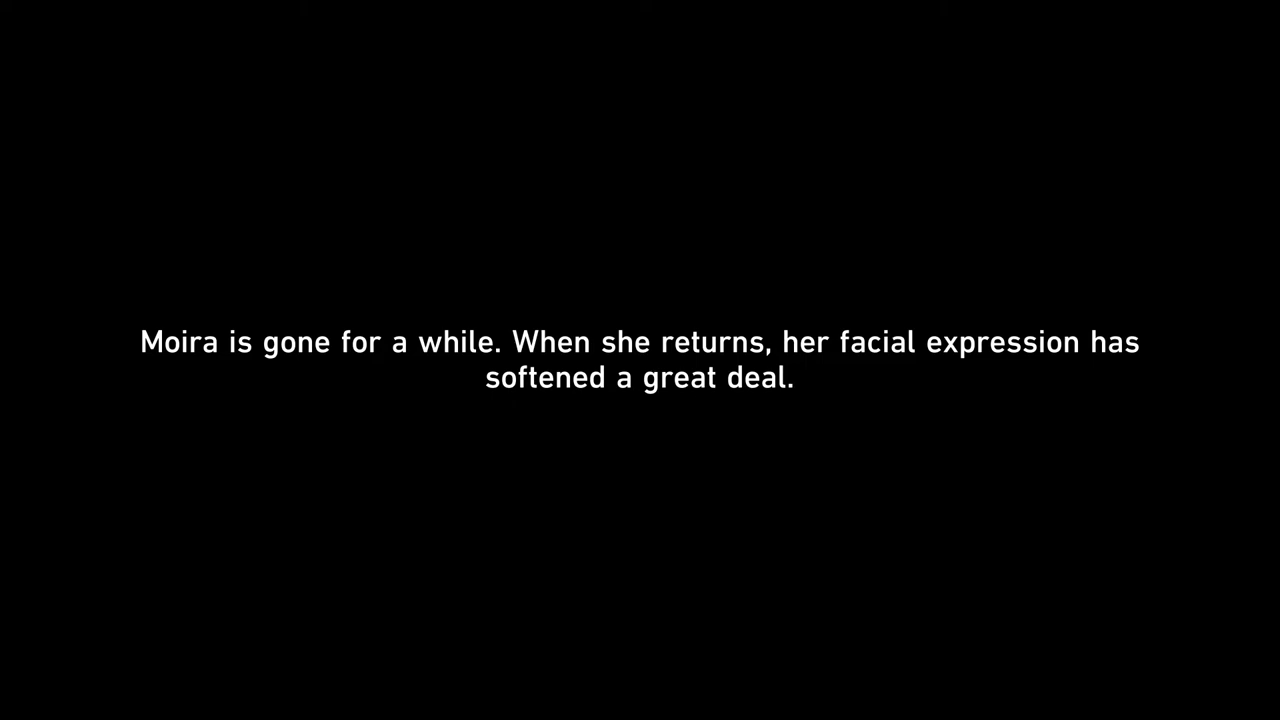 Moira is gone for a while. When she returns, her facial expression has
softened a great deal.